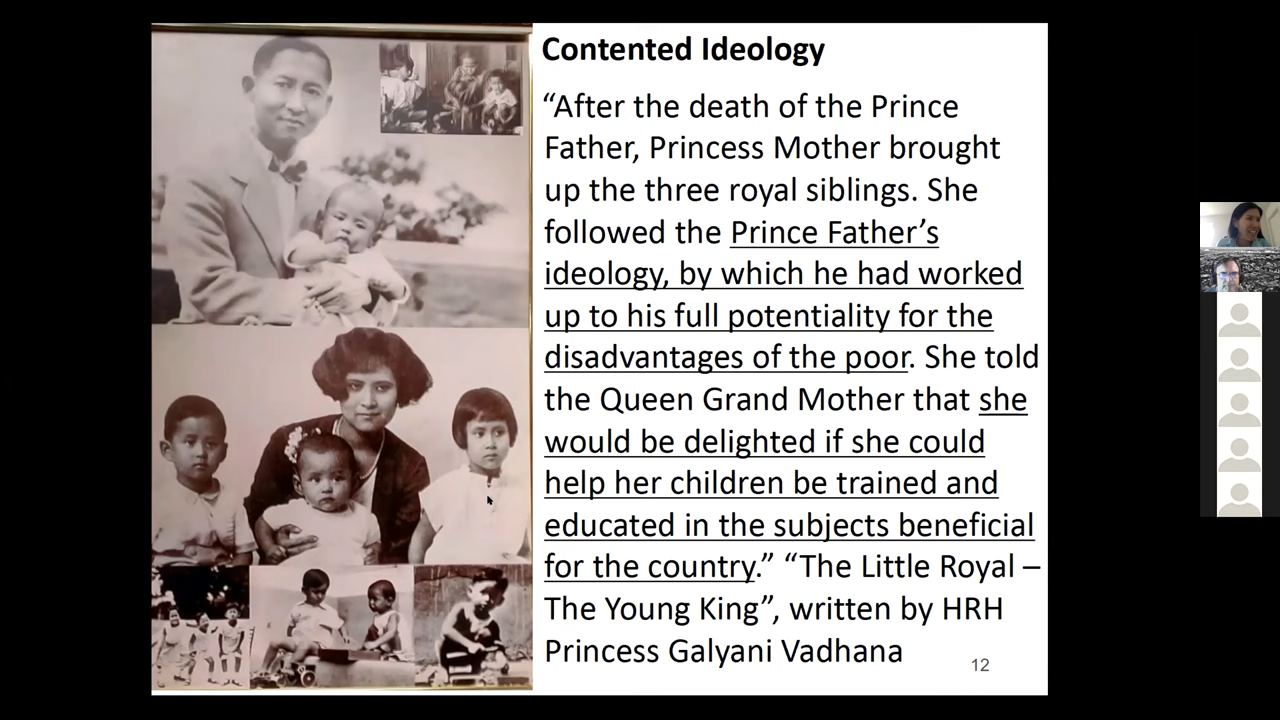 Contented Ideology
“After the death of the Prince
Father, Princess Mother brought
up the three royal siblings. She
followed the Prince Father’s
ideology, by which he had worked
up to his full potentiality for the
disadvantages of the poor. She told
the Queen Grand Mother that she
would be delighted if she could
help her children be trained and
educated in the subjects beneficial
for the country.” “The Little Royal –
The Young King”, written by HRH
Princess Galyani Vadhana
12